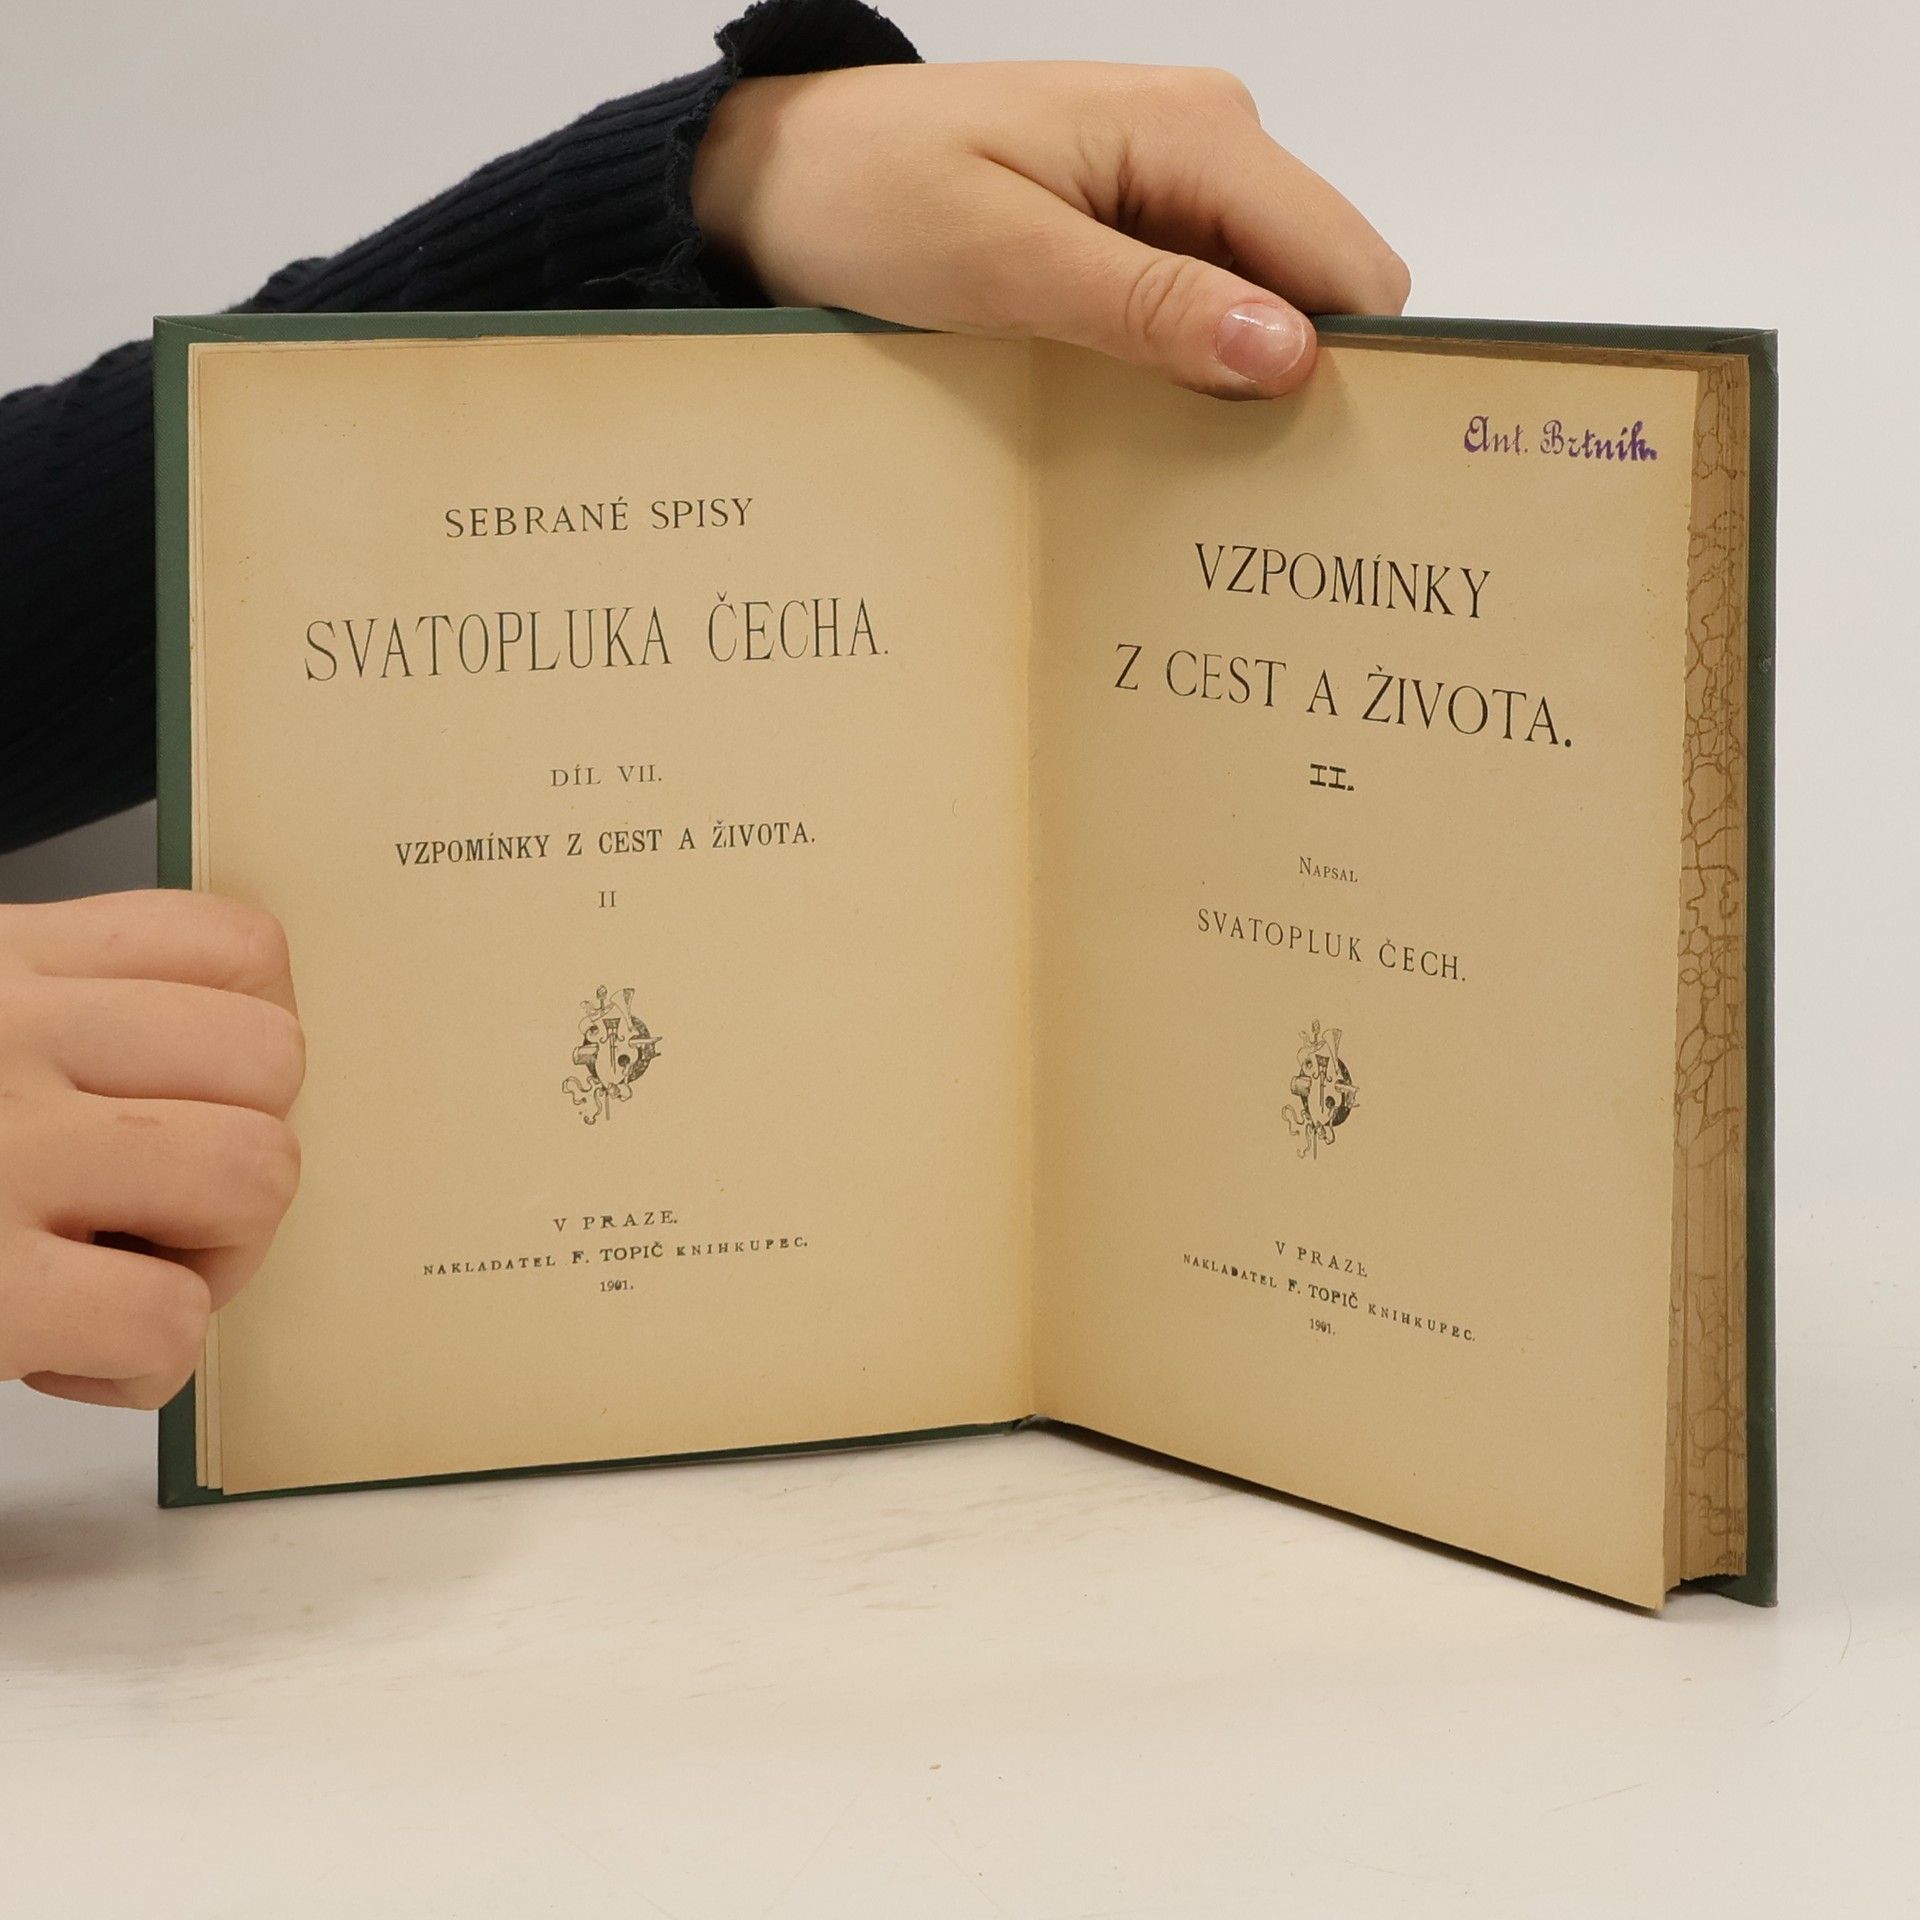 SEBRANÉ SPISY
SVATOPLUKA ČECHA.
DÍL VII.
VZPOMÍNKY Z CEST A ŽIVOTA.
II
V PRAZE.
NAKLADATEL F. TOPIČ KNIHKUPEC.
1901.
Ant. Brtník.
VZPOMÍNKY
Z CEST A ŽIVOTA.
II.
NAPSAL
SVATOPLUK ČECH.
V PRAZE
NAKLADATEL F. TOPIČ KNIHKUPEC.
1901.